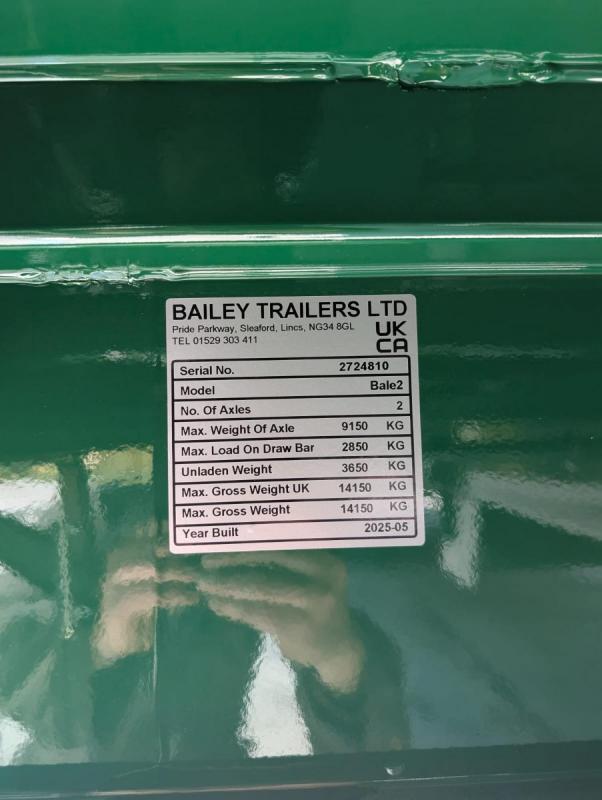 BAILEY TRAILERS LTD
Pride Parkway, Sleaford, Lincs, NG34 8GL
TEL 01529 303 411
UK
CA
Serial No. 2724810
Model Bale2
No. Of Axles 2
Max. Weight Of Axle 9150 KG
Max. Load On Draw Bar 2850 KG
Unladen Weight 3650 KG
Max. Gross Weight UK 14150 KG
Max. Gross Weight 14150 KG
Year Built 2025-05